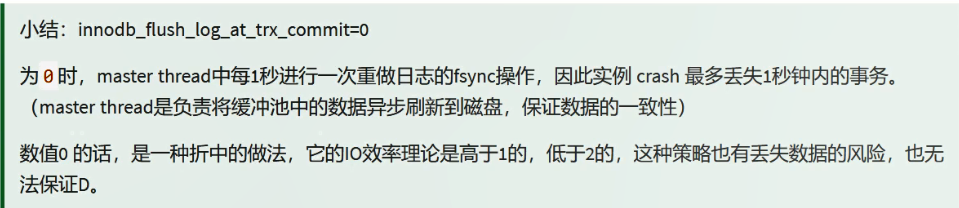 小结：innodb_flush_log_at_trx_commit=0
为 0 时，master thread中每1秒进行一次重做日志的fsync操作，因此实例 crash 最多丢失1秒钟内的事务。
（master thread是负责将缓冲池中的数据异步刷新到磁盘，保证数据的一致性）
数值0 的话，是一种折中的做法，它的IO效率理论是高于1的，低于2的，这种策略也有丢失数据的风险，也无
法保证D。